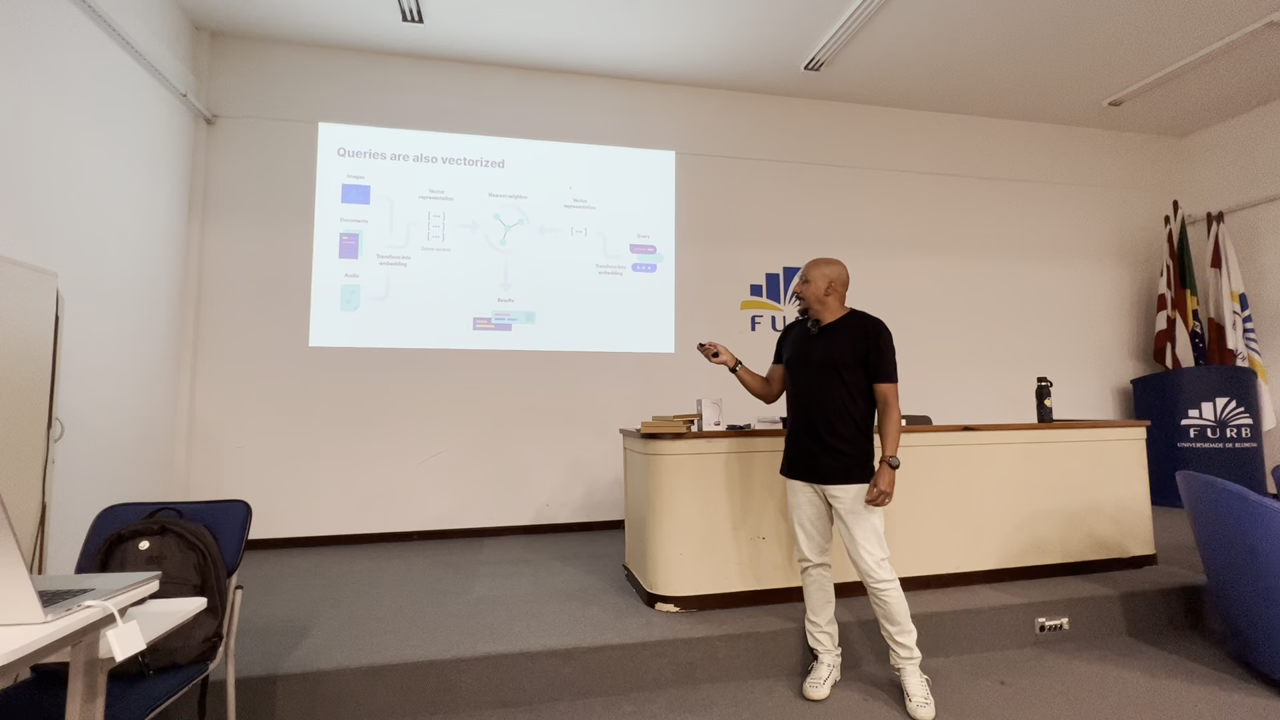 Queries are also vectorized
Images
Documents
Audio
Transform into
embedding
Vector
representation
Nearest neighbor
Results
Vector
representation
Transform into
embedding
Query
FU
FURB
UNIVERSIDADE DE BLUMENAU